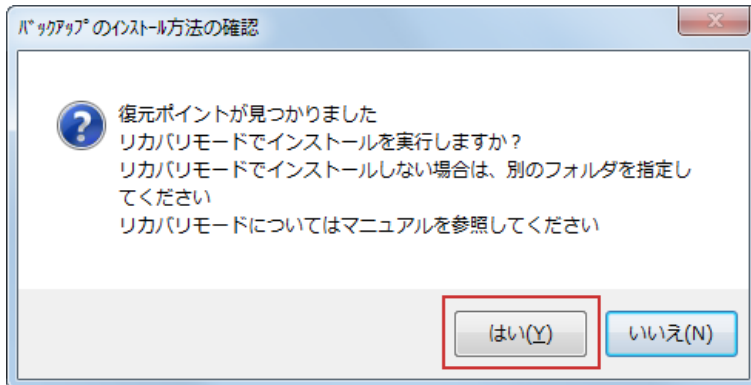 ﾊﾞｯｸｱｯﾌﾟのｲﾝｽﾄｰﾙ方法の確認
復元ポイントが見つかりました
リカバリモードでインストールを実行しますか？
リカバリモードでインストールしない場合は、別のフォルダを指定し
てください
リカバリモードについてはマニュアルを参照してください
はい(Y) いいえ(N)